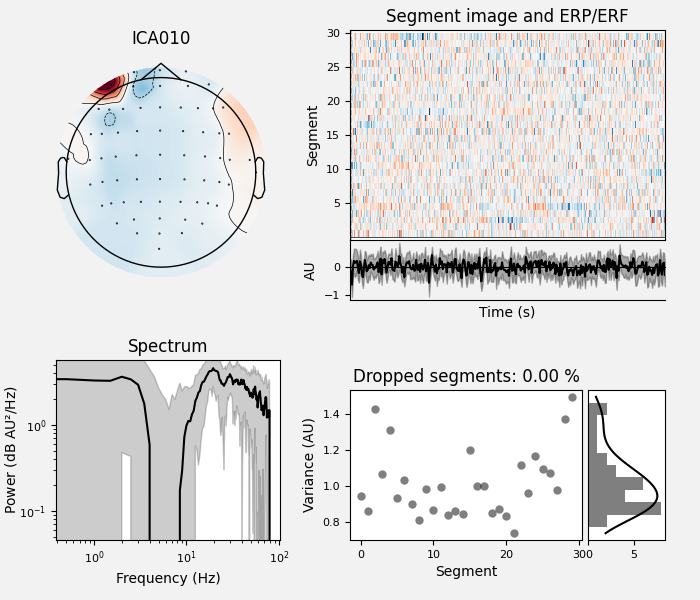 ICA010
Segment image and ERP/ERF
30
25
20
15
10
5
Segment
0
−1
AU
Time (s)
Spectrum
10⁰
10⁻¹
Power (dB AU²/Hz)
10⁰
10¹
10²
Frequency (Hz)
Dropped segments: 0.00 %
1.4
1.2
1.0
0.8
Variance (AU)
0
10
20
30
Segment
0
5